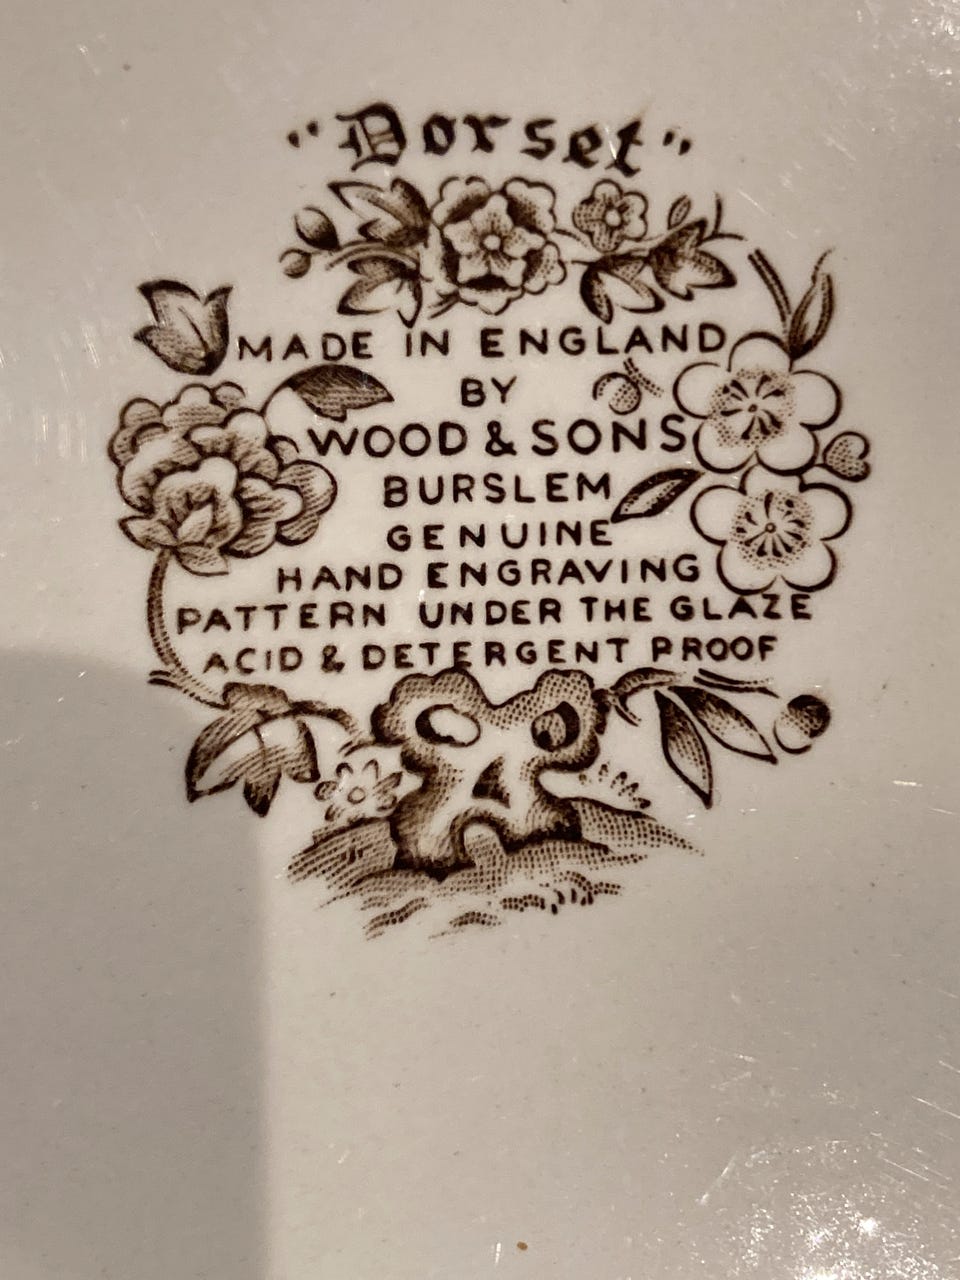 "Dorset"
MADE IN ENGLAND
BY
WOOD & SONS
BURSLEM
GENUINE
HAND ENGRAVING
PATTERN UNDER THE GLAZE
ACID & DETERGENT PROOF